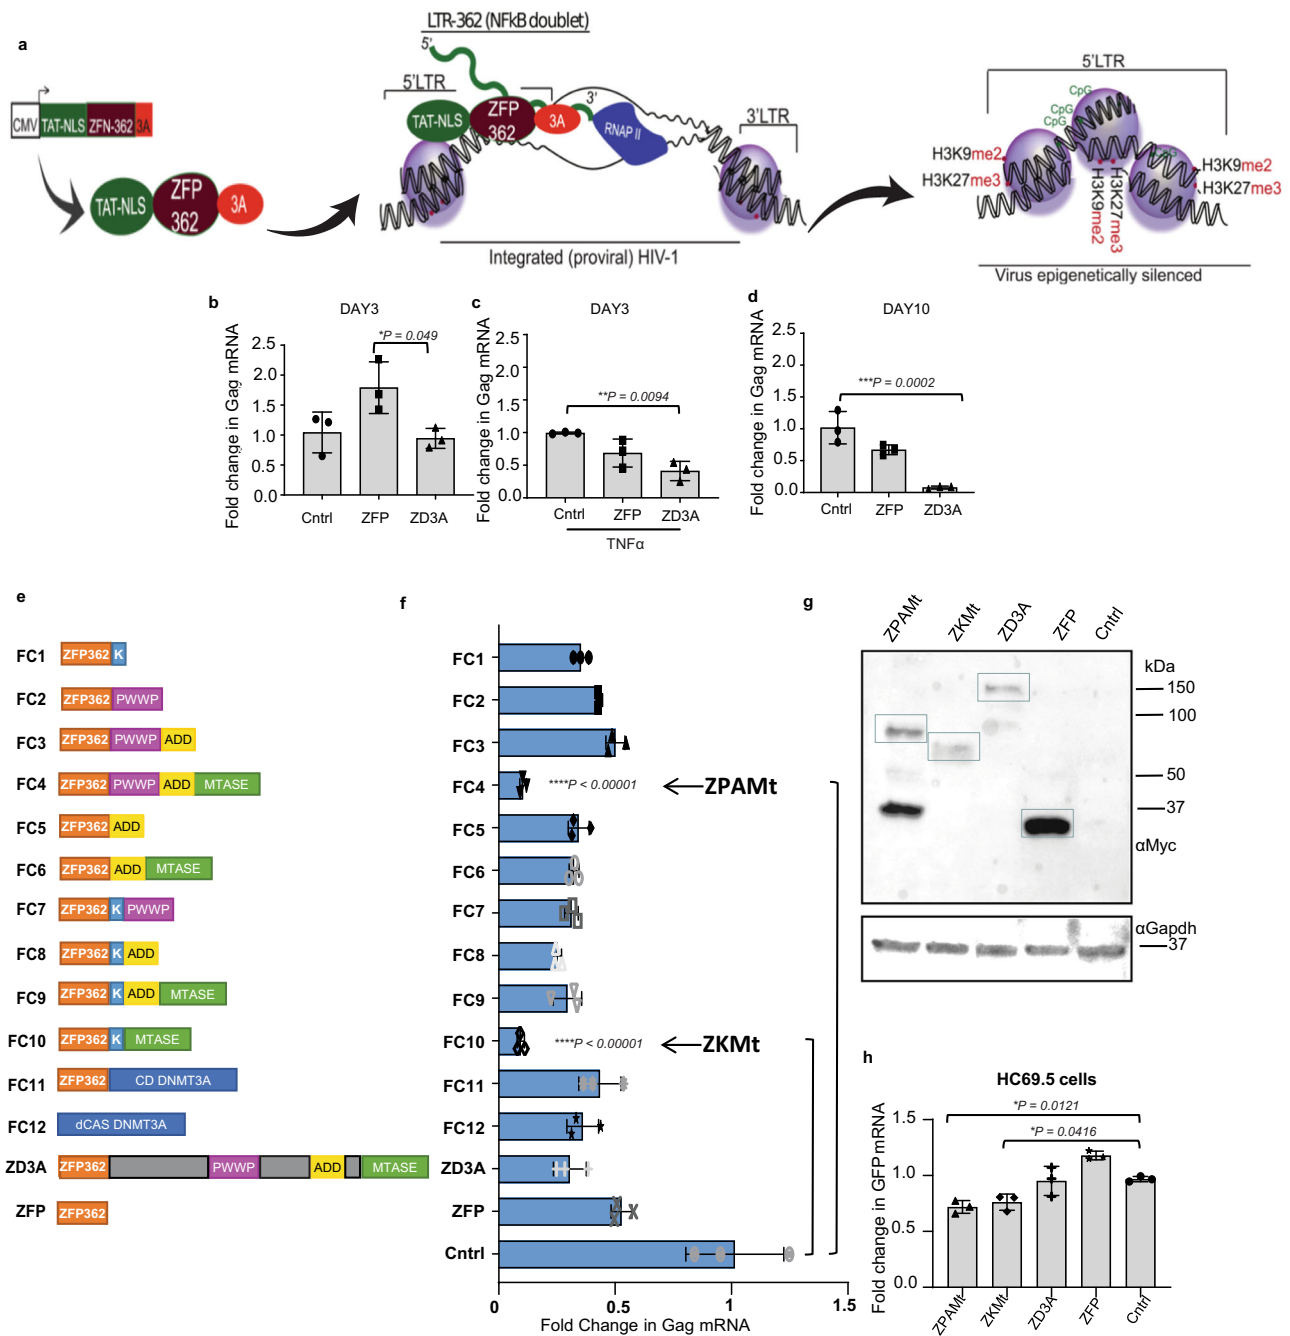 a
LTR-362 (NFkB doublet)
5'
5'LTR
3'
3'LTR
CMV TAT-NLS ZFN-362 3A
TAT-NLS ZFP 362 3A
TAT-NLS ZFP 362 3A RNAP II
Integrated (proviral) HIV-1
5'LTR
CpG
CpG
CpG
CpG
H3K9me2
H3K27me3
H3K9me2
H3K27me3
H3K9me2
H3K27me3
Virus epigenetically silenced
b
DAY3
*P = 0.049
Fold change in Gag mRNA
2.5
2.0
1.5
1.0
0.5
0.0
Cntrl ZFP ZD3A
c
DAY3
**P = 0.0094
Fold change in Gag mRNA
2.5
2.0
1.5
1.0
0.5
0.0
Cntrl ZFP ZD3A
TNFα
d
DAY10
***P = 0.0002
Fold change in Gag mRNA
2.5
2.0
1.5
1.0
0.5
0.0
Cntrl ZFP ZD3A
e
FC1 ZFP362 K
FC2 ZFP362 PWWP
FC3 ZFP362 PWWP ADD
FC4 ZFP362 PWWP ADD MTASE
FC5 ZFP362 ADD
FC6 ZFP362 ADD MTASE
FC7 ZFP362 K PWWP
FC8 ZFP362 K ADD
FC9 ZFP362 K ADD MTASE
FC10 ZFP362 K MTASE
FC11 ZFP362 CD DNMT3A
FC12 dCAS DNMT3A
ZD3A ZFP362 PWWP ADD MTASE
ZFP ZFP362
f
FC1
FC2
FC3
FC4 ****P < 0.00001 ZPAMt
FC5
FC6
FC7
FC8
FC9
FC10 ****P < 0.00001 ZKMt
FC11
FC12
ZD3A
ZFP
Cntrl
0 0.5 1 1.5
Fold Change in Gag mRNA
g
ZPAMt ZKMt ZD3A ZFP Cntrl
kDa
150
100
50
37
αMyc
αGapdh
37
h
HC69.5 cells
*P = 0.0121
*P = 0.0416
Fold change in GFP mRNA
1.5
1.0
0.5
0.0
ZPAMt ZKMt ZD3A ZFP Cntrl